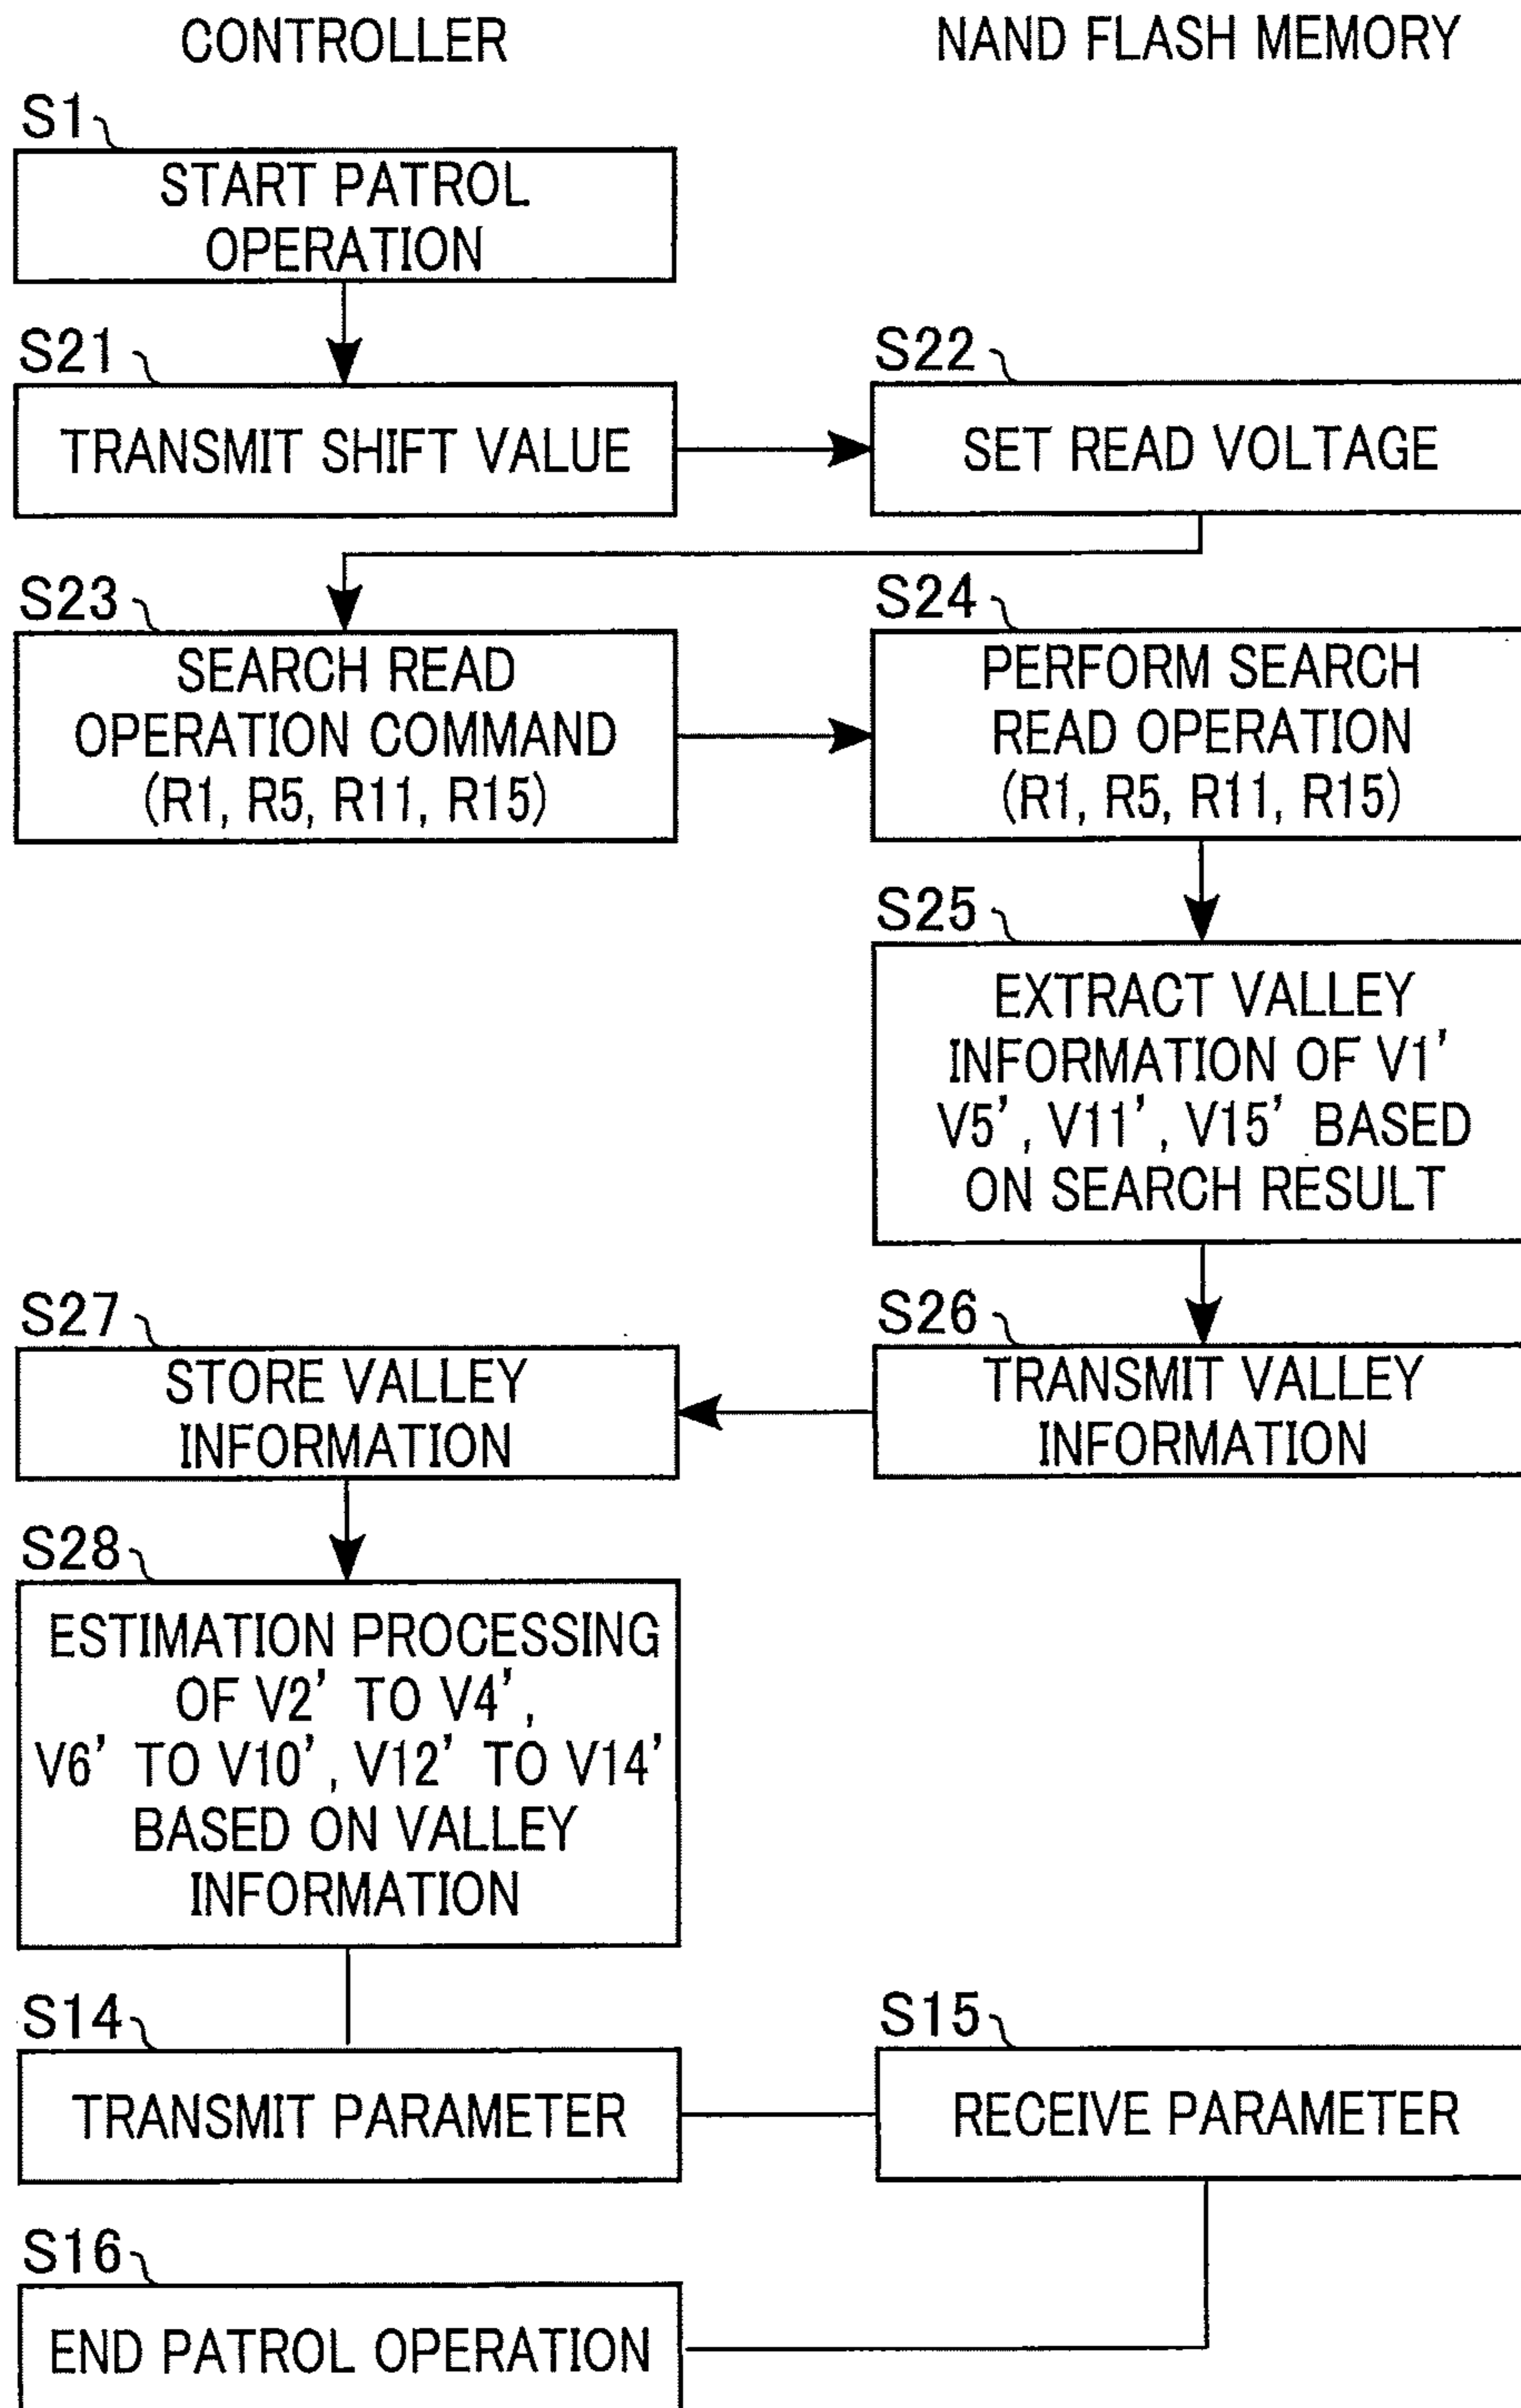 CONTROLLER
NAND FLASH MEMORY
S1
START PATROL
OPERATION
S21
TRANSMIT SHIFT VALUE
S22
SET READ VOLTAGE
S23
SEARCH READ
OPERATION COMMAND
(R1, R5, R11, R15)
S24
PERFORM SEARCH
READ OPERATION
(R1, R5, R11, R15)
S25
EXTRACT VALLEY
INFORMATION OF V1'
V5', V11', V15' BASED
ON SEARCH RESULT
S27
STORE VALLEY
INFORMATION
S26
TRANSMIT VALLEY
INFORMATION
S28
ESTIMATION PROCESSING
OF V2' TO V4',
V6' TO V10', V12' TO V14'
BASED ON VALLEY
INFORMATION
S14
TRANSMIT PARAMETER
S15
RECEIVE PARAMETER
S16
END PATROL OPERATION